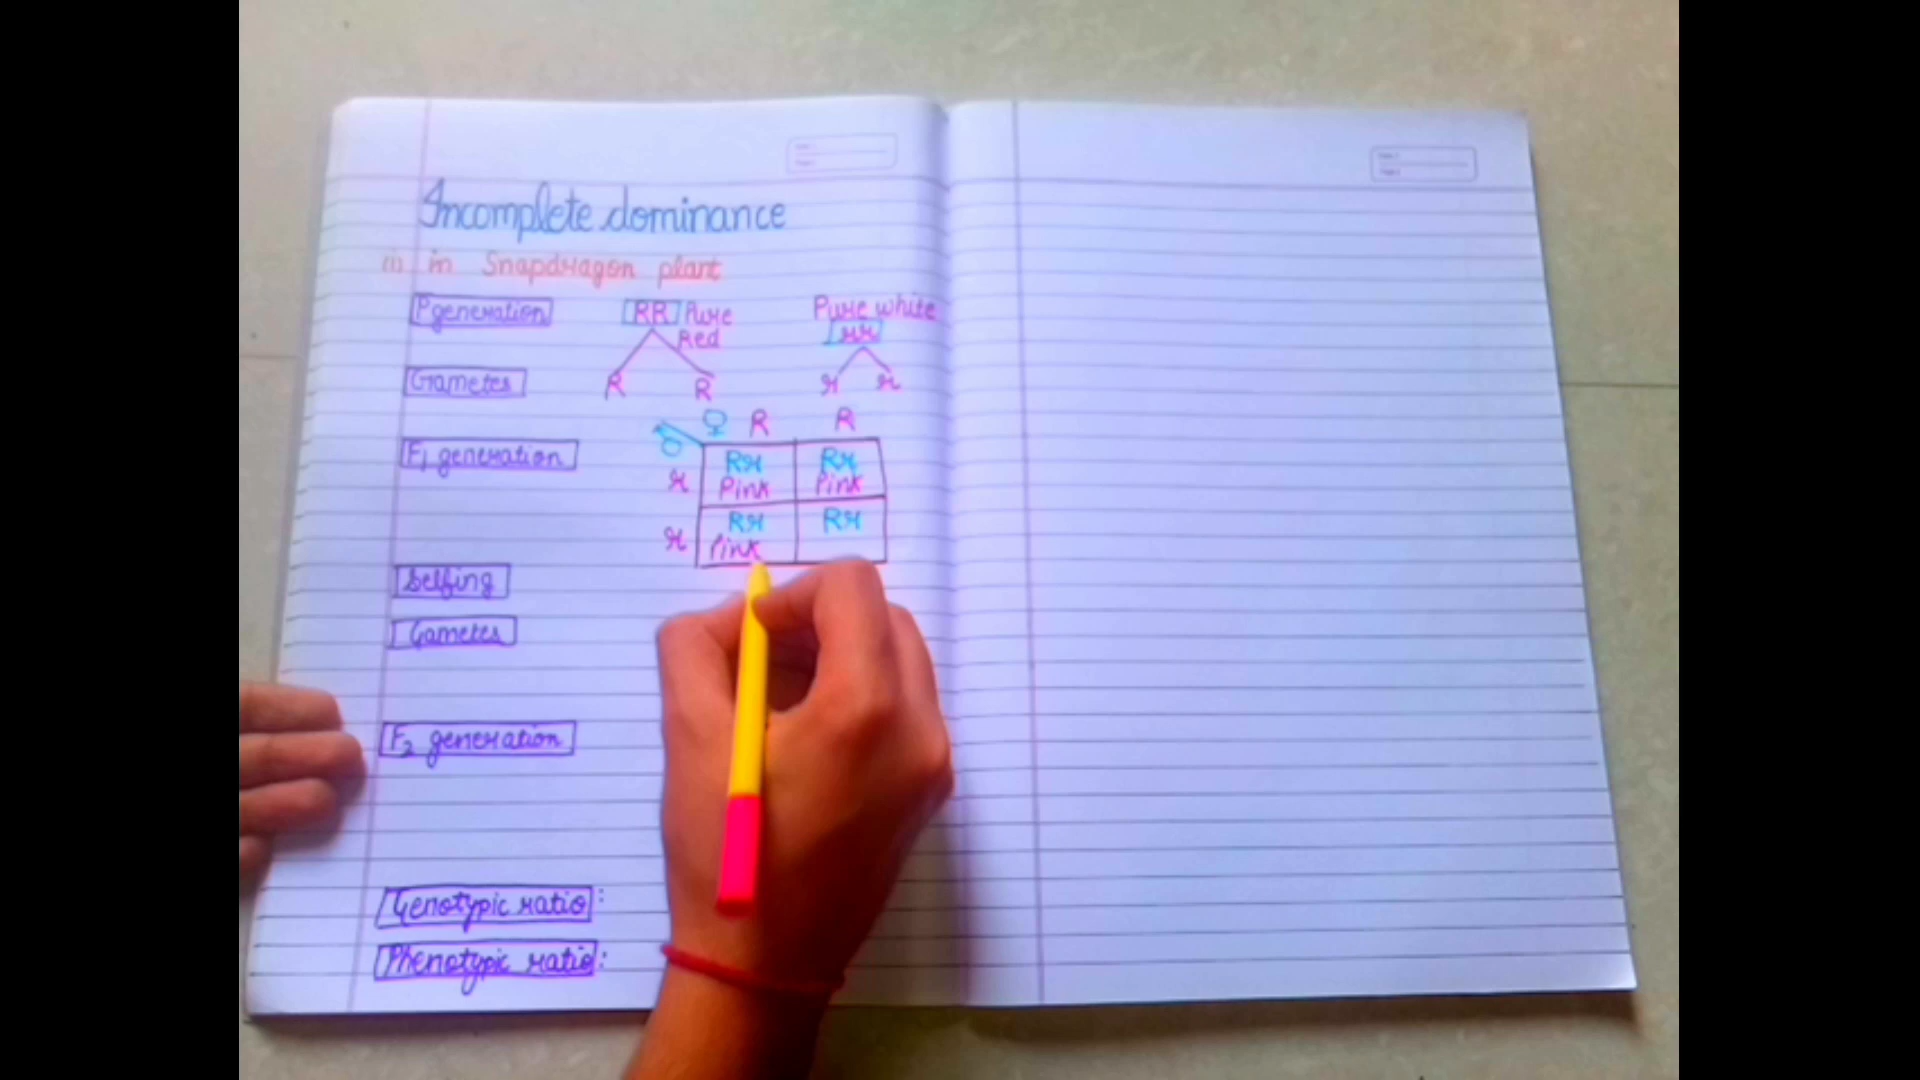 Incomplete dominance
(i) in Snapdragon plant
P generation RR Pure Red Pure white rr
Gametes R R r r
♀ R R
♂
F1 generation
r Rr Pink Rr Pink
r Rr Pink Rr
Selfing
Gametes
F2 generation
Genotypic ratio:
Phenotypic ratio: